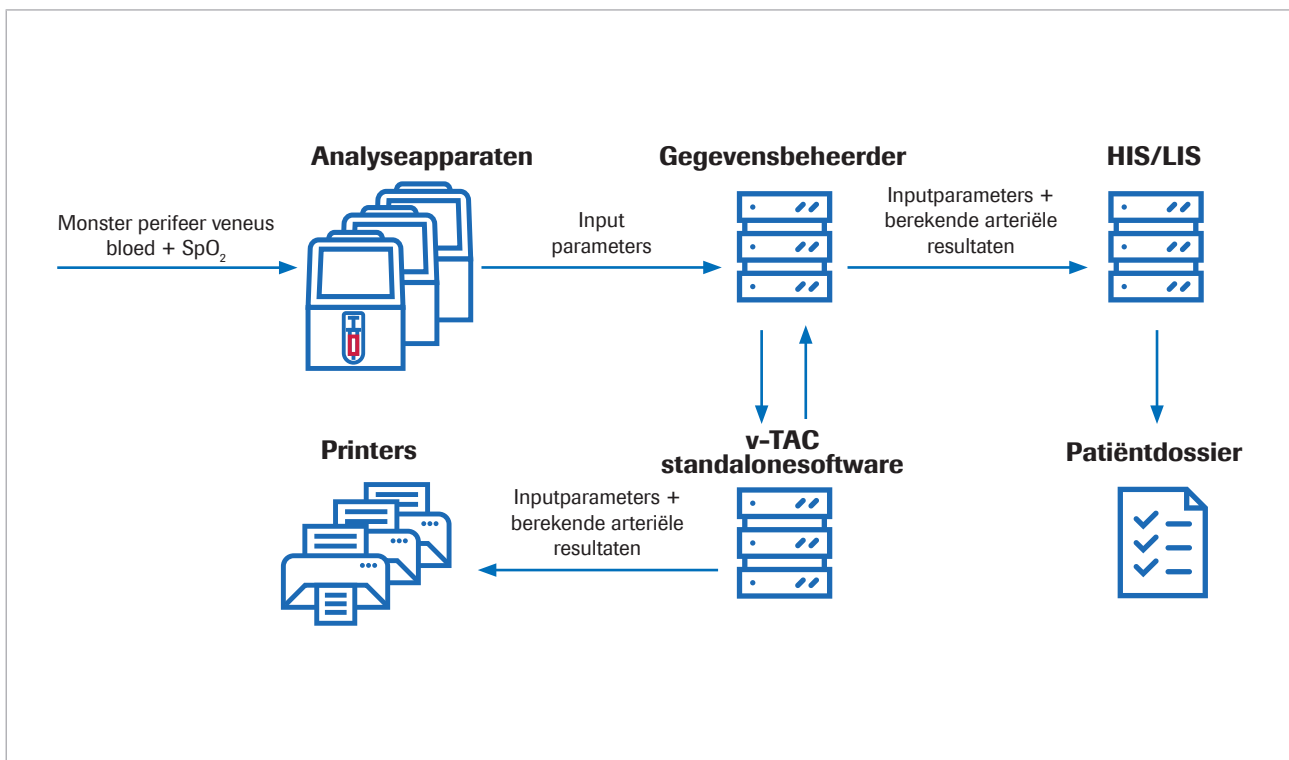 Analyseapparaten
Gegevensbeheerder
HIS/LIS
Monster perifeer veneus
bloed + SpO₂
Input
parameters
Inputparameters +
berekende arteriële
resultaten
Printers
v-TAC
standalonesoftware
Patiëntdossier
Inputparameters +
berekende arteriële
resultaten